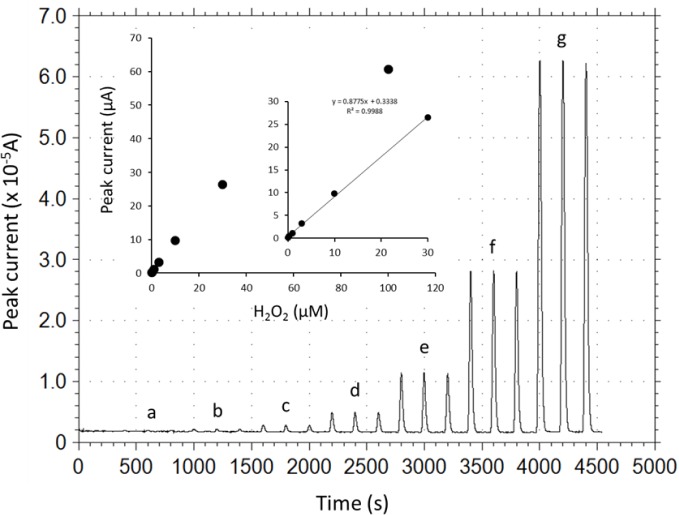 7.0
6.0
5.0
4.0
3.0
2.0
1.0
0
Peak current (x 10-5A)
0 500 1000 1500 2000 2500 3000 3500 4000 4500 5000
Time (s)
a b c d e f g
70
60
50
40
30
20
10
0
Peak current (μA)
0 20 40 60 80 100 120
H2O2 (μM)
30
25
20
15
10
5
0
0 10 20 30
y = 0.8775x + 0.3338
R² = 0.9988